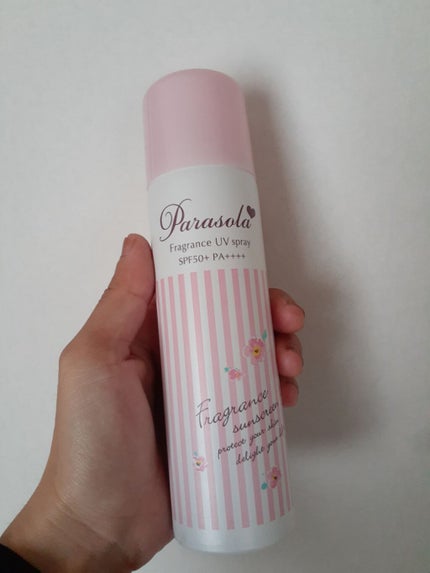 Parasola
Fragrance UV spray
SPF50+ PA++++
Fragrance
sunscreen
protect your skin
delight your